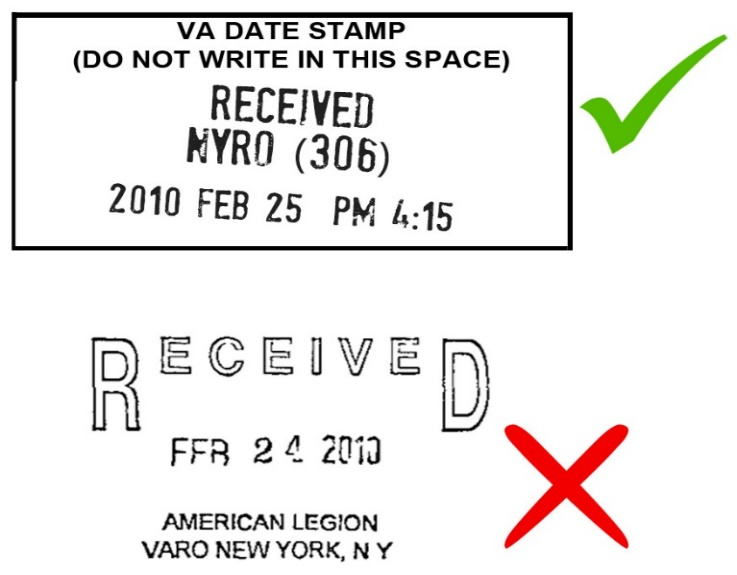 VA DATE STAMP
(DO NOT WRITE IN THIS SPACE)
RECEIVED
NYRO (306)
2010 FEB 25 PM 4:15
RECEIVED
FEB 24 2010
AMERICAN LEGION
VARO NEW YORK, N Y